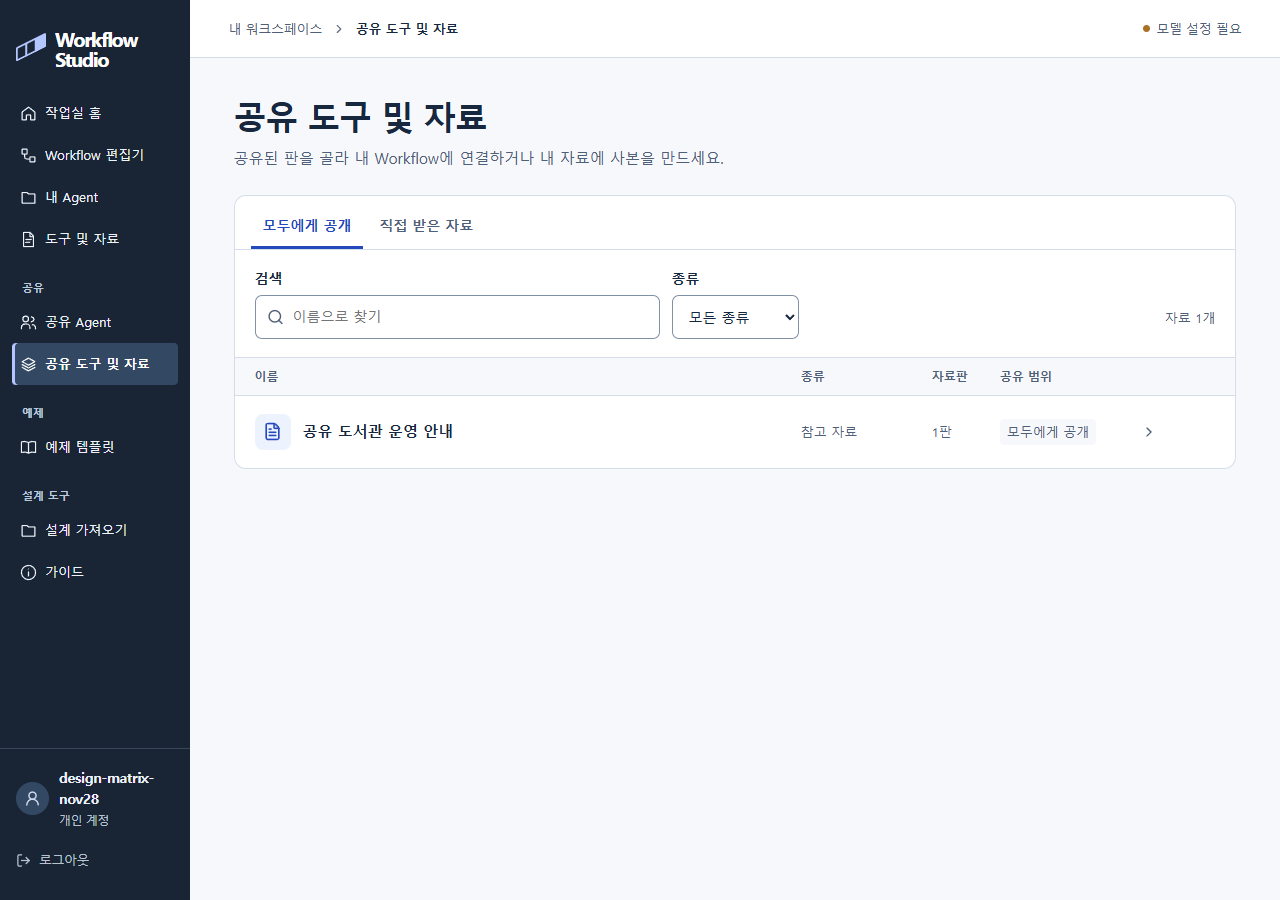 Workflow
Studio
작업실 홈
Workflow 편집기
내 Agent
도구 및 자료
공유
공유 Agent
공유 도구 및 자료
예제
예제 템플릿
설계 도구
설계 가져오기
가이드
design-matrix-
nov28
개인 계정
로그아웃
내 워크스페이스 > 공유 도구 및 자료
모델 설정 필요
공유 도구 및 자료
공유된 판을 골라 내 Workflow에 연결하거나 내 자료에 사본을 만드세요.
모두에게 공개 직접 받은 자료
검색 종류
이름으로 찾기 모든 종류 자료 1개
이름 종류 자료판 공유 범위
공유 도서관 운영 안내 참고 자료 1판 모두에게 공개